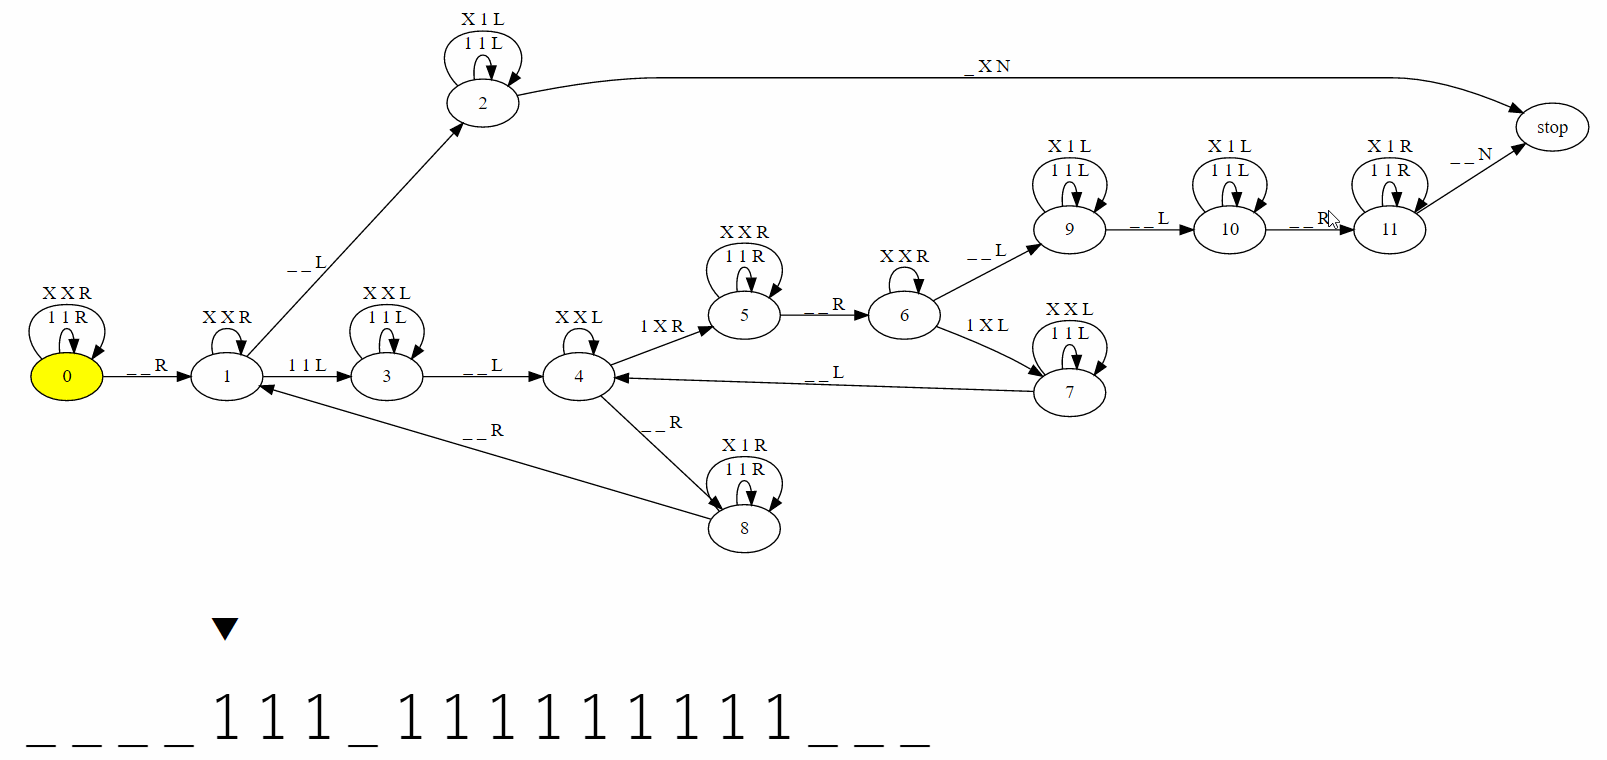 X 1 L
1 1 L
2
_ X N
stop
X 1 L
1 1 L
9
_ _ L
X 1 L
1 1 L
10
_ _ R
X 1 R
1 1 R
11
_ _ N
_ _ L
X X R
1 1 R
0
_ _ R
X X R
1
1 1 L
X X L
1 1 L
3
_ _ L
X X L
4
1 X R
X X R
1 1 R
5
_ _ R
X X R
6
_ _ L
1 X L
X X L
1 1 L
7
_ _ L
_ _ R
_ _ R
X 1 R
1 1 R
8
_ _ _ _ 1 1 1 _ 1 1 1 1 1 1 1 1 1 _ _ _